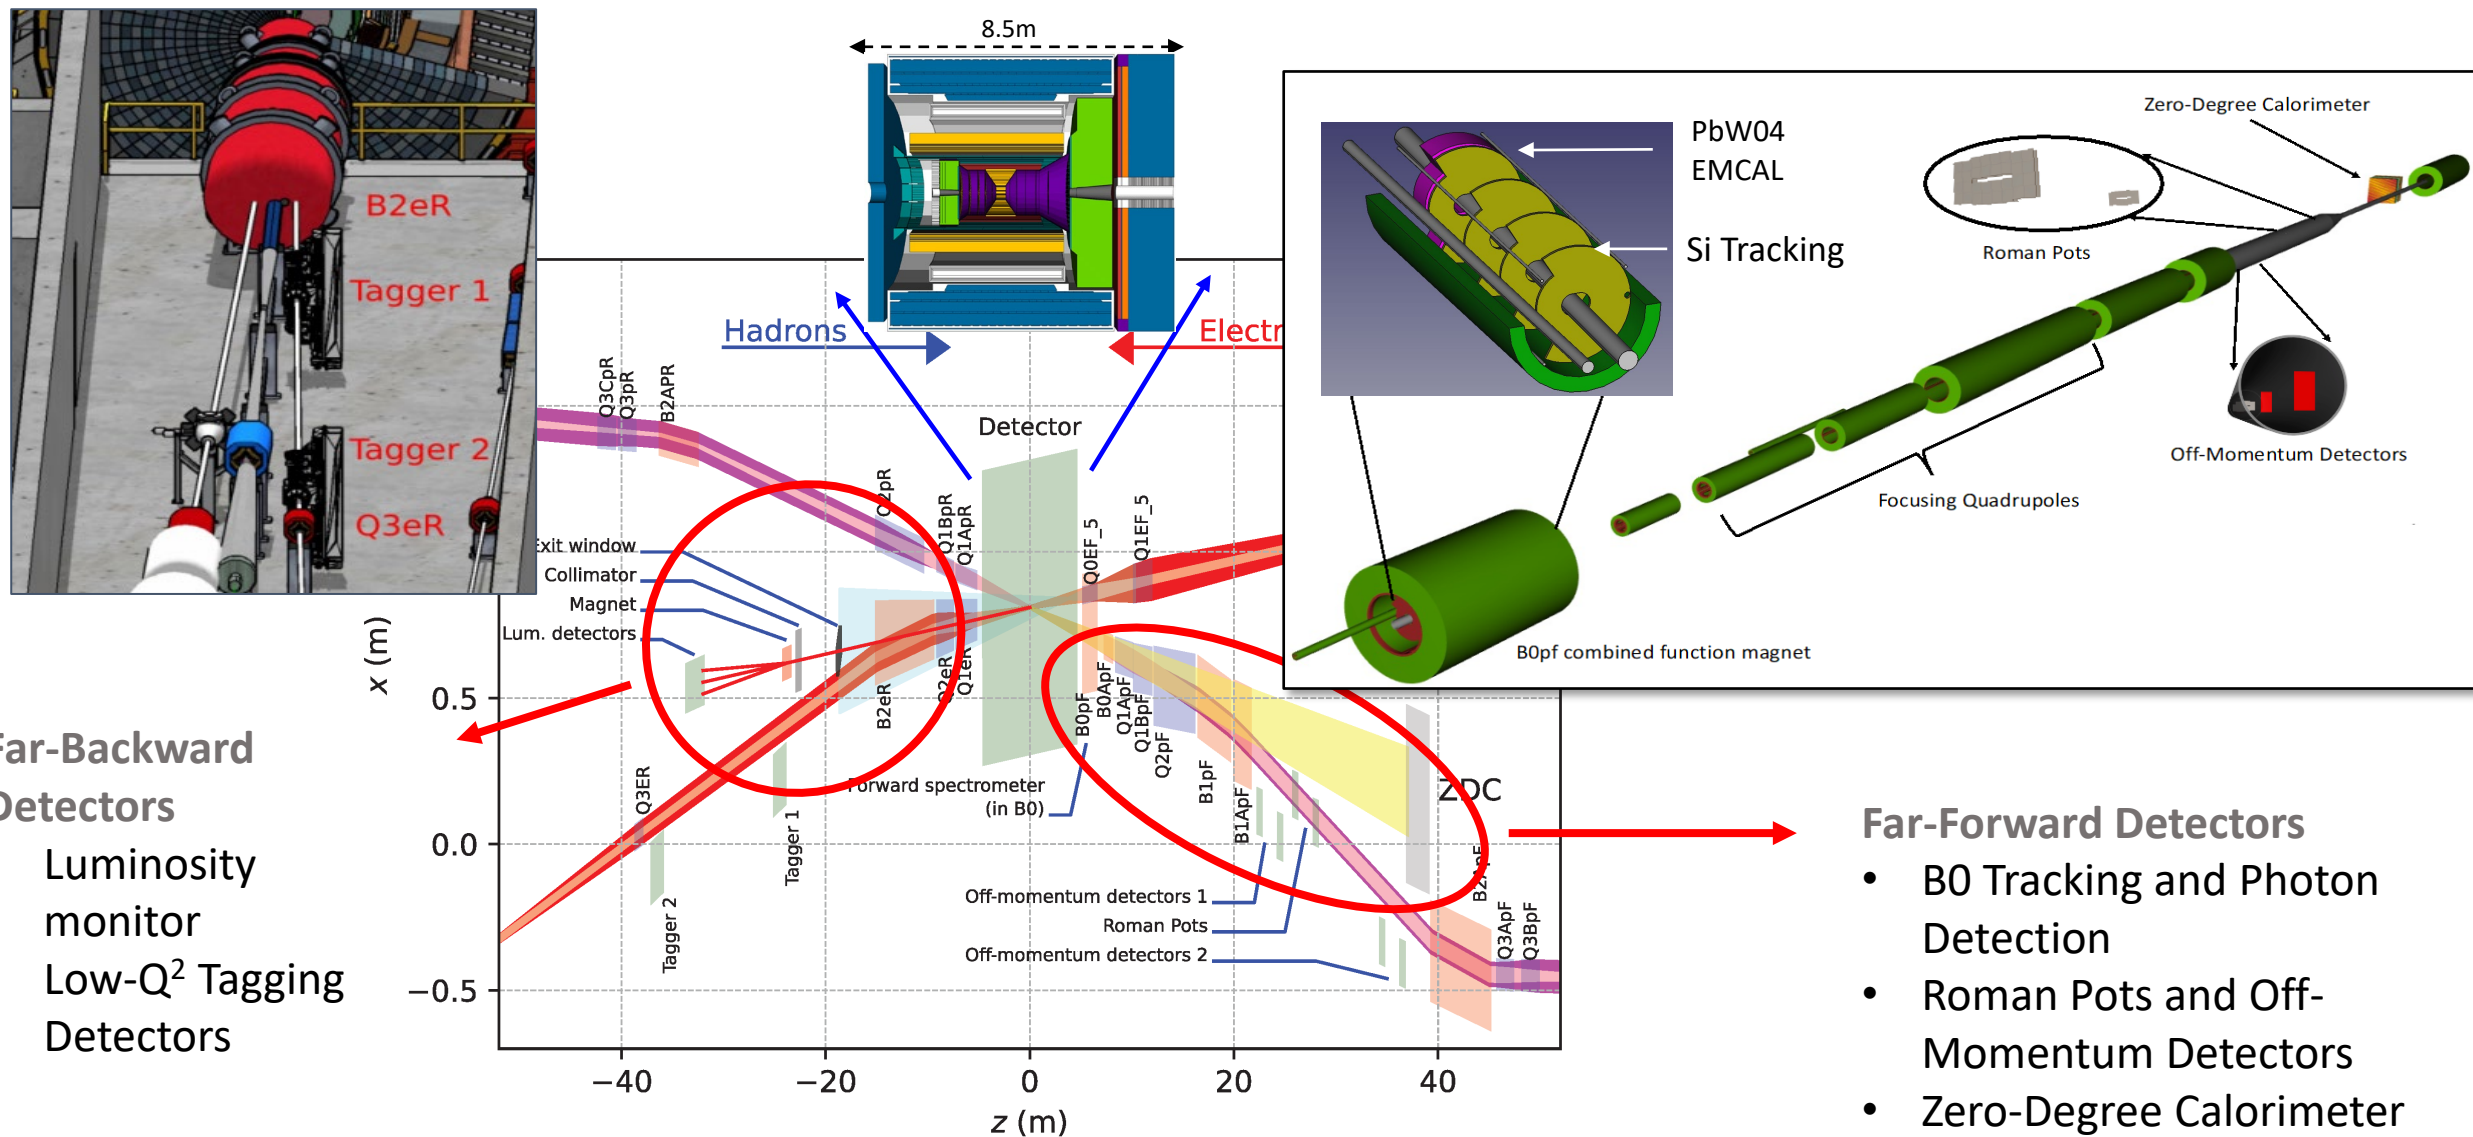 8.5m
B2eR
Tagger 1
Tagger 2
Q3eR
PbW04
EMCAL
Si Tracking
Zero-Degree Calorimeter
Roman Pots
Off-Momentum Detectors
Focusing Quadrupoles
B0pf combined function magnet
Hadrons
Electr
Detector
Q3CpR
Q3pR
B2APR
Q2pR
Q1BpR
Q1ApR
Q0EF_5
Q1EF_5
Exit window
Collimator
Magnet
Lum. detectors
B2eR
Q2eR
Q1eR
B0pF
B0ApF
Q1ApF
Q1BpF
Q2pF
B1pF
B1ApF
ZDC
B2ApF
Q3ApF
Q3BpF
Q3ER
Tagger 1
Tagger 2
Forward spectrometer
(in B0)
Off-momentum detectors 1
Roman Pots
Off-momentum detectors 2
x (m)
0.5
0.0
−0.5
−40
−20
0
20
40
z (m)
Far-Backward
Detectors
Luminosity
monitor
Low-Q² Tagging
Detectors
Far-Forward Detectors
• B0 Tracking and Photon
Detection
• Roman Pots and Off-
Momentum Detectors
• Zero-Degree Calorimeter